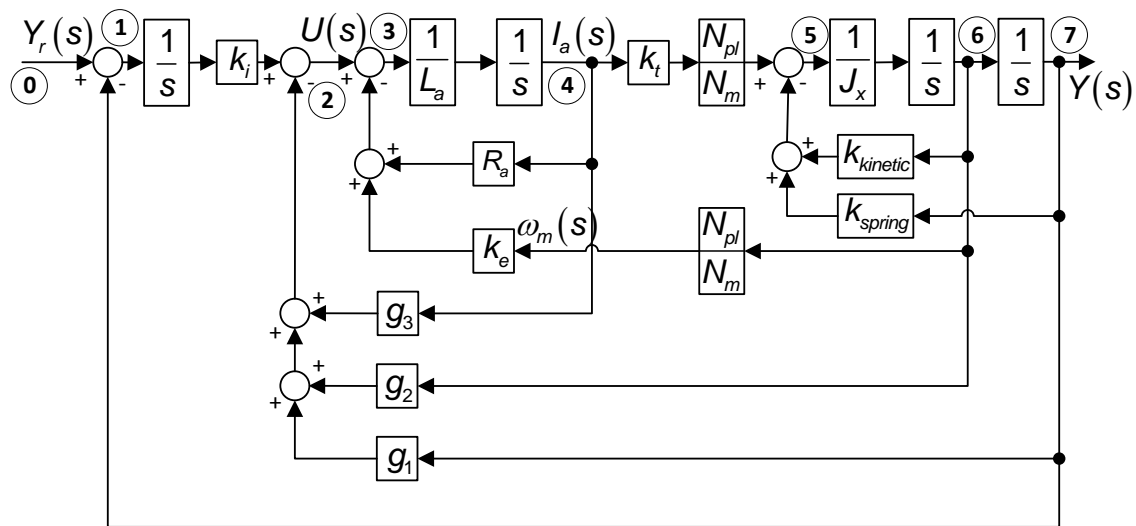 Y_r(s)
0
+
-
1
1/s
k_i
+
-
U(s)
2
+
-
3
1/L_a
1/s
I_a(s)
4
k_t
N_pl/N_m
+
-
5
1/J_x
1/s
6
1/s
7
Y(s)
+
+
R_a
+
+
k_kinetic
k_spring
k_e
ω_m(s)
N_pl/N_m
+
+
g_3
+
+
g_2
g_1